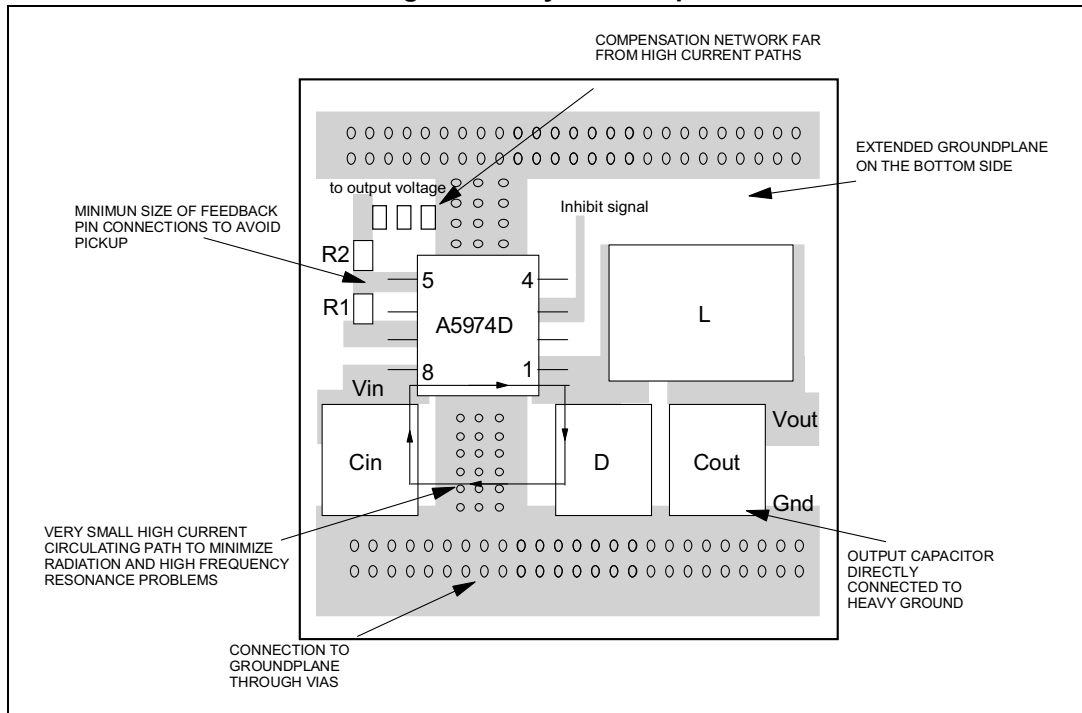 COMPENSATION NETWORK FAR
FROM HIGH CURRENT PATHS
EXTENDED GROUNDPLANE
ON THE BOTTOM SIDE
to output voltage
Inhibit signal
MINIMUN SIZE OF FEEDBACK
PIN CONNECTIONS TO AVOID
PICKUP
R2
5
4
R1
A5974D
L
8
1
Vin
Vout
Cin
D
Cout
Gnd
VERY SMALL HIGH CURRENT
CIRCULATING PATH TO MINIMIZE
RADIATION AND HIGH FREQUENCY
RESONANCE PROBLEMS
OUTPUT CAPACITOR
DIRECTLY
CONNECTED TO
HEAVY GROUND
CONNECTION TO
GROUNDPLANE
THROUGH VIAS